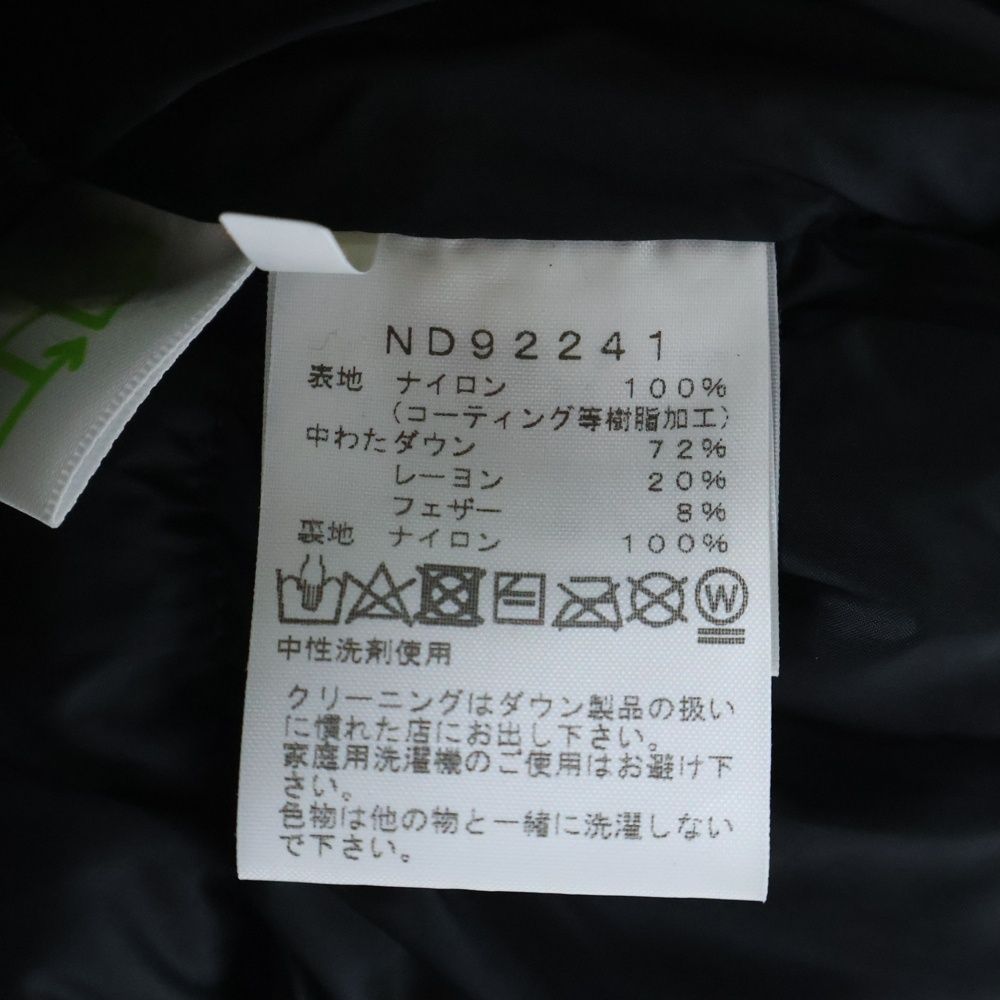 ND92241
表地 ナイロン 100%
(コーティング等樹脂加工)
中わたダウン 72%
レーヨン 20%
フェザー 8%
裏地 ナイロン 100%
W
中性洗剤使用
クリーニングはダウン製品の扱い
に慣れた店にお出し下さい。
家庭用洗濯機のご使用はお避け下
さい。
色物は他の物と一緒に洗濯しない
で下さい。